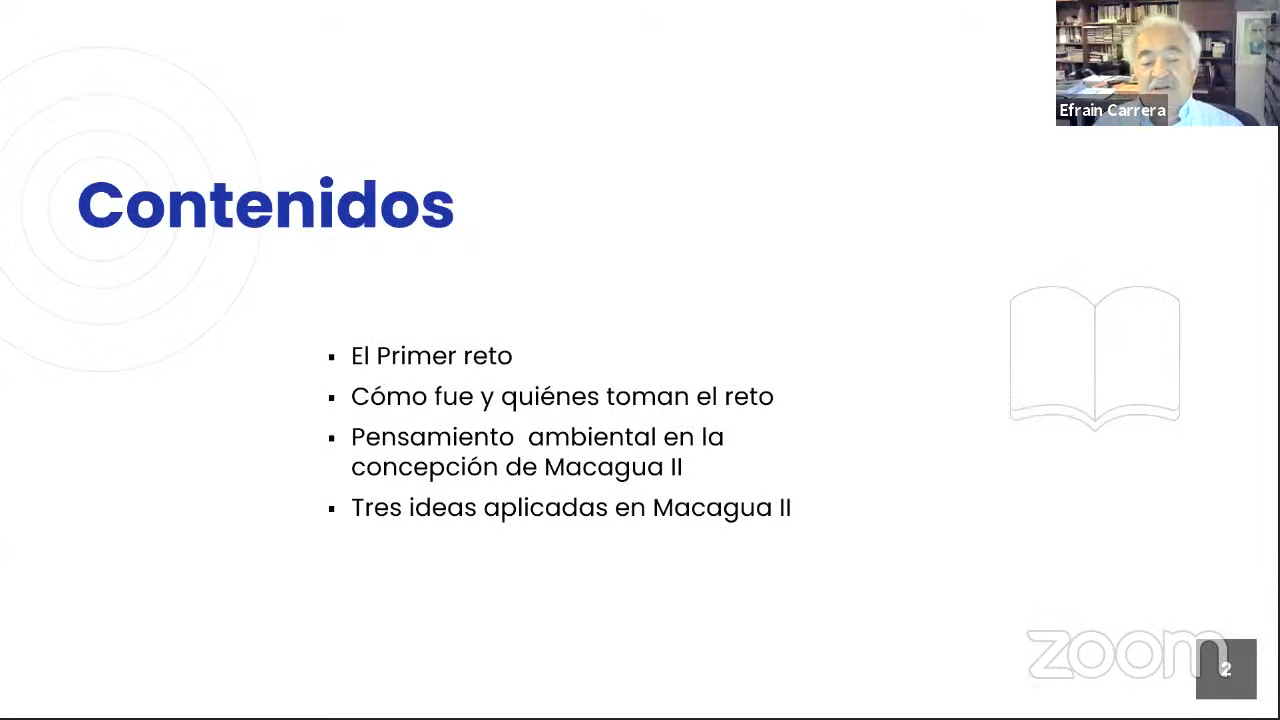 Efrain Carrera
Contenidos
▪ El Primer reto
▪ Cómo fue y quiénes toman el reto
▪ Pensamiento ambiental en la
concepción de Macagua II
▪ Tres ideas aplicadas en Macagua II
zoom
2